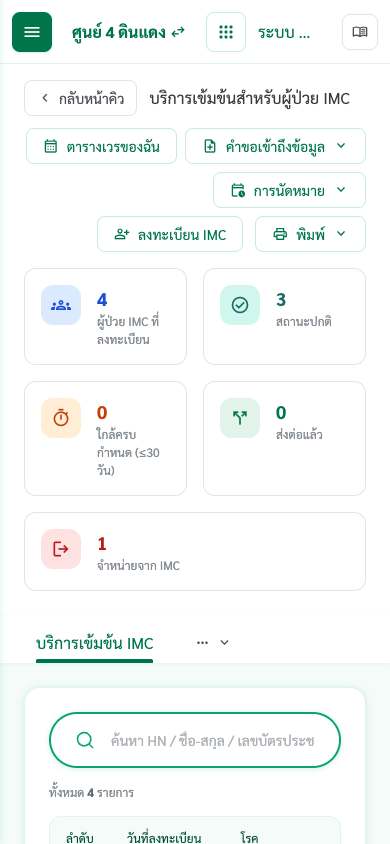 ศูนย์ 4 ดินแดง
ระบบ ...
กลับหน้าคิว
บริการเข้มข้นสำหรับผู้ป่วย IMC
ตารางเวรของฉัน
คำขอเข้าถึงข้อมูล
การนัดหมาย
ลงทะเบียน IMC
พิมพ์
4
ผู้ป่วย IMC ที่
ลงทะเบียน
3
สถานะปกติ
0
ใกล้ครบ
กำหนด (≤30
วัน)
0
ส่งต่อแล้ว
1
จำหน่ายจาก IMC
บริการเข้มข้น IMC
ค้นหา HN / ชื่อ-สกุล / เลขบัตรประช
ทั้งหมด 4 รายการ
ลำดับ วันที่ลงทะเบียน โรค